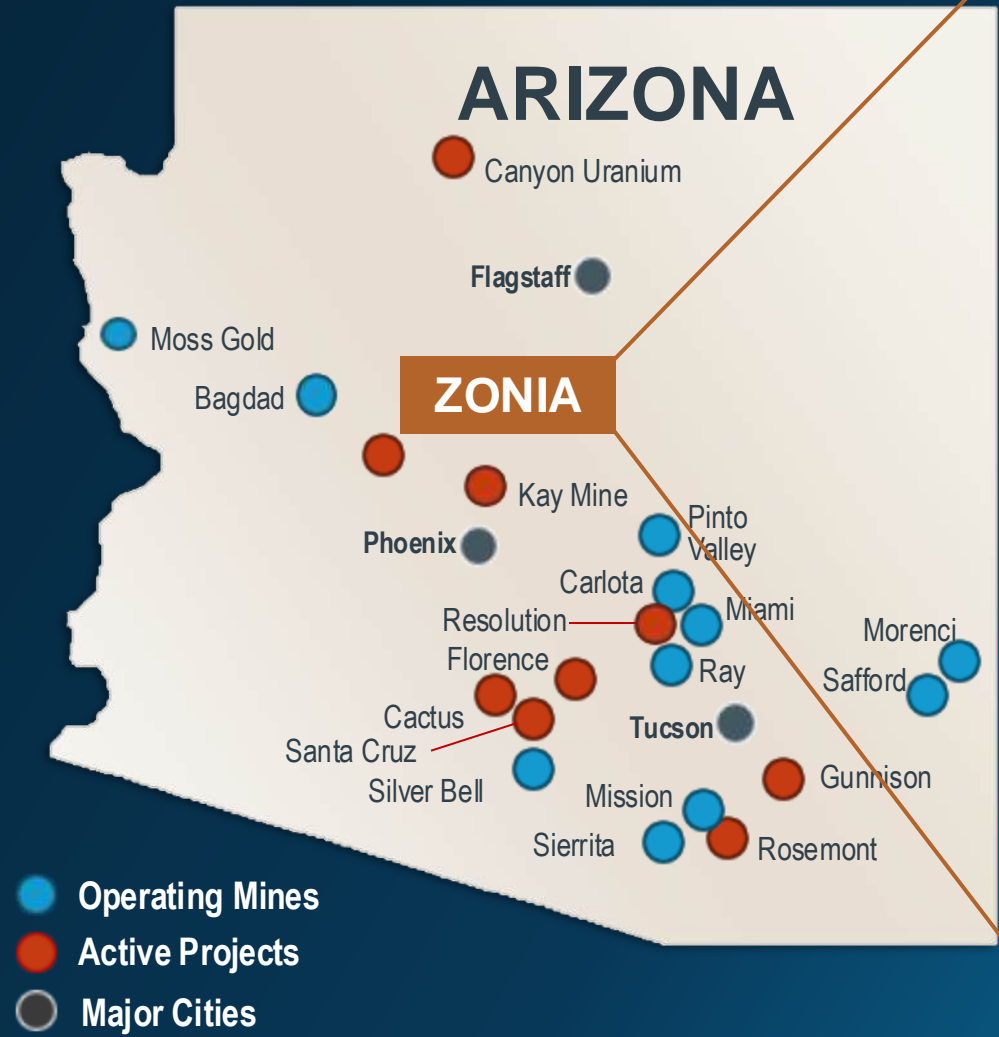 ARIZONA
Canyon Uranium
Flagstaff
Moss Gold
Bagdad
ZONIA
Kay Mine
Phoenix
Pinto
Valley
Carlota
Miami
Resolution
Morenci
Florence
Ray
Safford
Cactus
Tucson
Santa Cruz
Gunnison
Silver Bell
Mission
Sierrita
Rosemont
Operating Mines
Active Projects
Major Cities